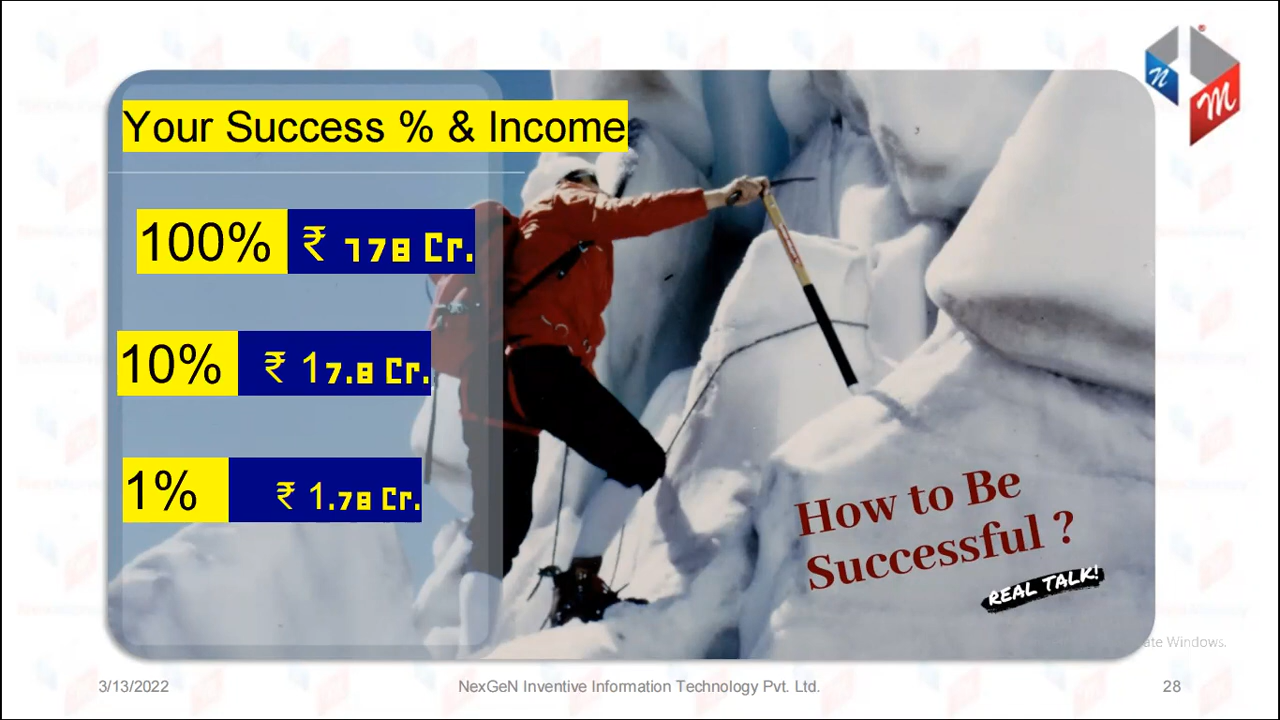 Your Success % & Income
100% ₹ 178 Cr.
10% ₹ 17.8 Cr.
1% ₹ 1.78 Cr.
How to Be
Successful ?
REAL TALK!
n
m
®
ate Windows.
3/13/2022 NexGeN Inventive Information Technology Pvt. Ltd. 28